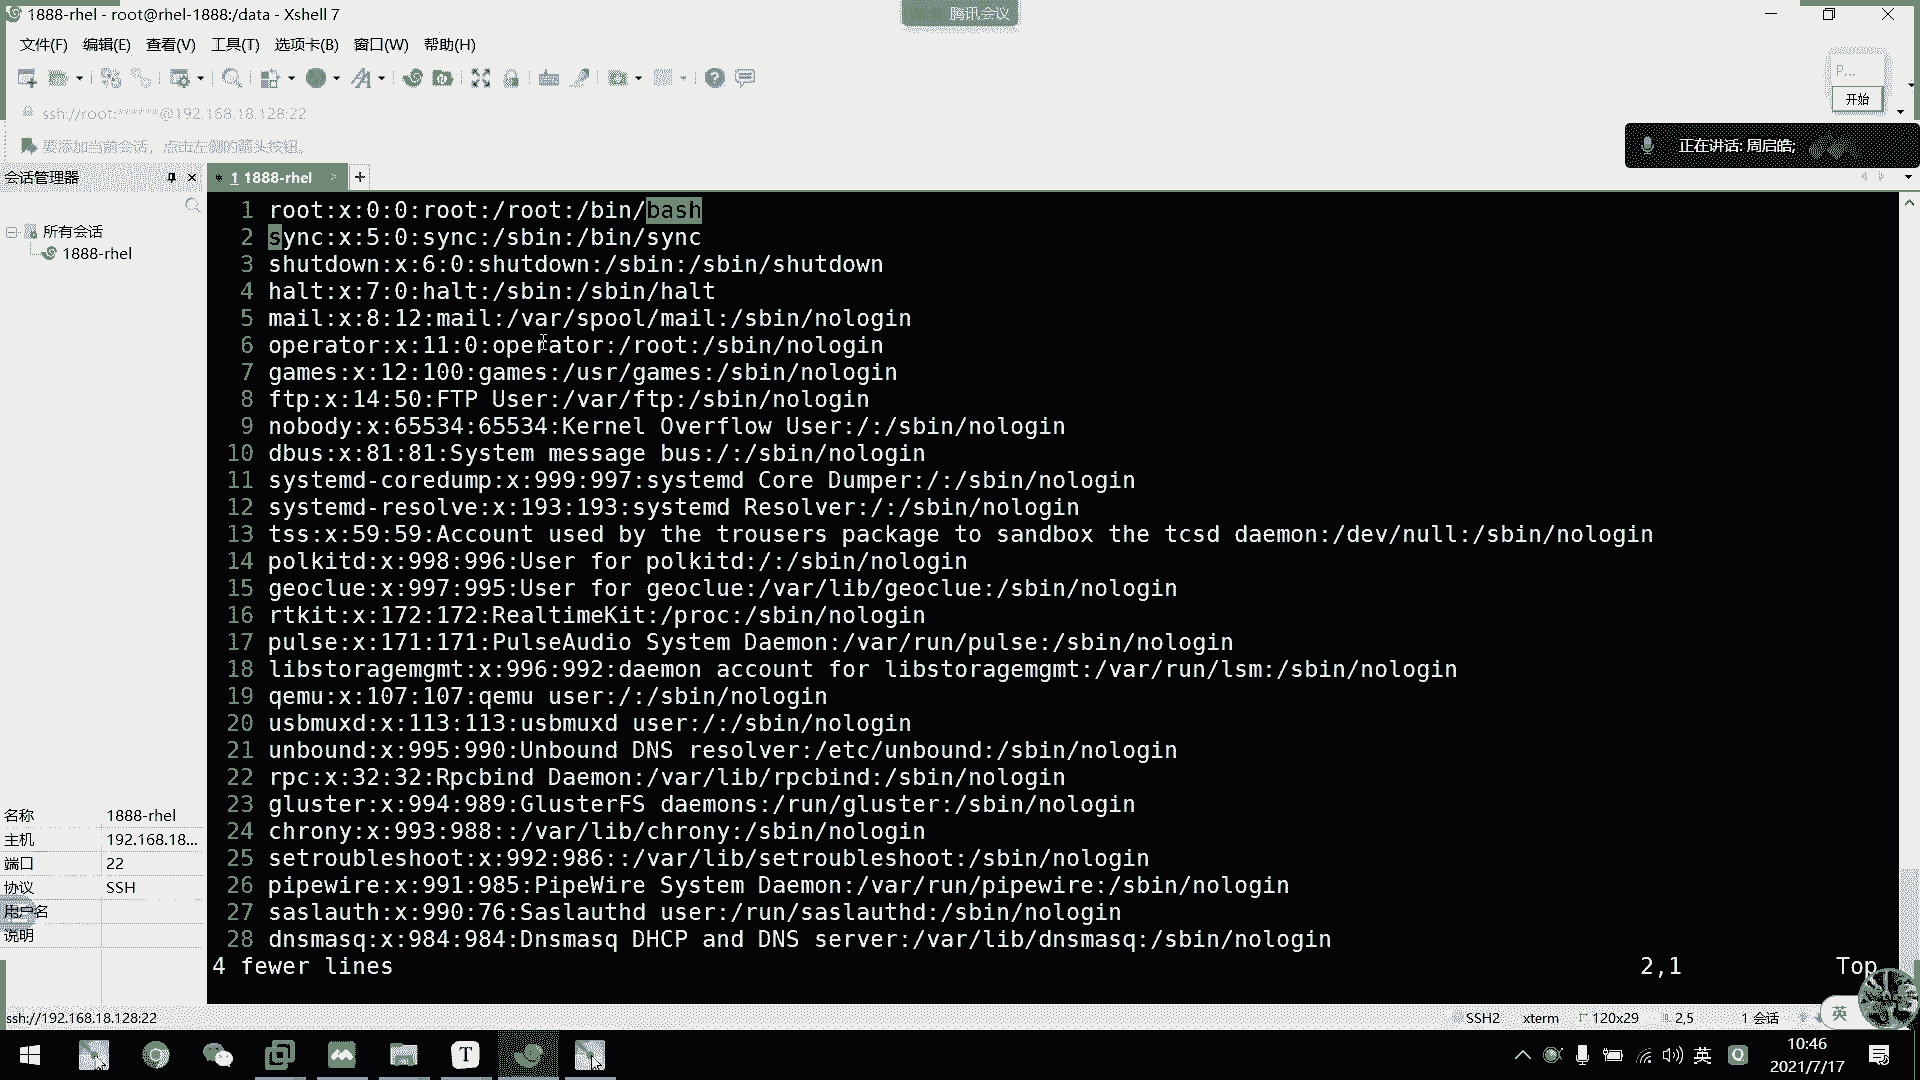 1888-rhel - root@rhel-1888:/data - Xshell 7
腾讯会议
文件(F) 编辑(E) 查看(V) 工具(T) 选项卡(B) 窗口(W) 帮助(H)
P...
开始
ssh://root:******@192.168.18.128:22
要添加当前会话，点击左侧的箭头按钮。
正在讲话: 周启皓;
会话管理器
1 1888-rhel
所有会话
1888-rhel
1 root:x:0:0:root:/root:/bin/bash
2 sync:x:5:0:sync:/sbin:/bin/sync
3 shutdown:x:6:0:shutdown:/sbin:/sbin/shutdown
4 halt:x:7:0:halt:/sbin:/sbin/halt
5 mail:x:8:12:mail:/var/spool/mail:/sbin/nologin
6 operator:x:11:0:operator:/root:/sbin/nologin
7 games:x:12:100:games:/usr/games:/sbin/nologin
8 ftp:x:14:50:FTP User:/var/ftp:/sbin/nologin
9 nobody:x:65534:65534:Kernel Overflow User:/:/sbin/nologin
10 dbus:x:81:81:System message bus:/:/sbin/nologin
11 systemd-coredump:x:999:997:systemd Core Dumper:/:/sbin/nologin
12 systemd-resolve:x:193:193:systemd Resolver:/:/sbin/nologin
13 tss:x:59:59:Account used by the trousers package to sandbox the tcsd daemon:/dev/null:/sbin/nologin
14 polkitd:x:998:996:User for polkitd:/:/sbin/nologin
15 geoclue:x:997:995:User for geoclue:/var/lib/geoclue:/sbin/nologin
16 rtkit:x:172:172:RealtimeKit:/proc:/sbin/nologin
17 pulse:x:171:171:PulseAudio System Daemon:/var/run/pulse:/sbin/nologin
18 libstoragemgmt:x:996:992:daemon account for libstoragemgmt:/var/run/lsm:/sbin/nologin
19 qemu:x:107:107:qemu user:/:/sbin/nologin
20 usbmuxd:x:113:113:usbmuxd user:/:/sbin/nologin
21 unbound:x:995:990:Unbound DNS resolver:/etc/unbound:/sbin/nologin
22 rpc:x:32:32:Rpcbind Daemon:/var/lib/rpcbind:/sbin/nologin
23 gluster:x:994:989:GlusterFS daemons:/run/gluster:/sbin/nologin
24 chrony:x:993:988::/var/lib/chrony:/sbin/nologin
25 setroubleshoot:x:992:986::/var/lib/setroubleshoot:/sbin/nologin
26 pipewire:x:991:985:PipeWire System Daemon:/var/run/pipewire:/sbin/nologin
27 saslauth:x:990:76:Saslauthd user:/run/saslauthd:/sbin/nologin
28 dnsmasq:x:984:984:Dnsmasq DHCP and DNS server:/var/lib/dnsmasq:/sbin/nologin
4 fewer lines 2,1 Top
名称 1888-rhel
主机 192.168.18...
端口 22
协议 SSH
用户名
说明
ssh://192.168.18.128:22
SSH2 xterm 120x29 2,5 1 会话
英
英
10:46
2021/7/17